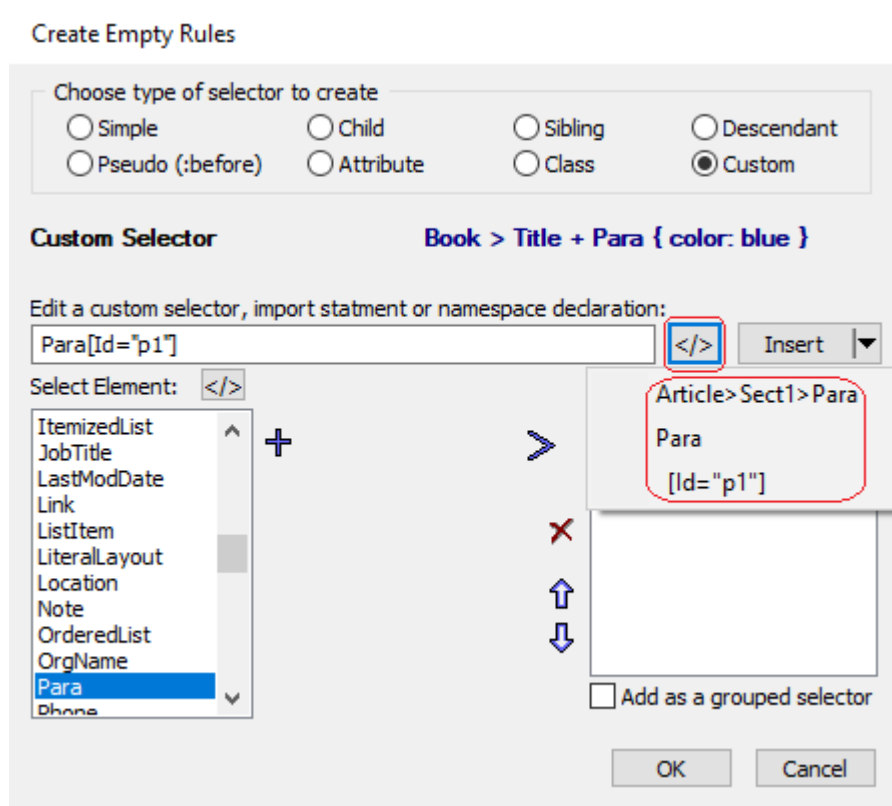 Create Empty Rules
Choose type of selector to create
Simple Child Sibling Descendant
Pseudo (:before) Attribute Class Custom
Custom Selector Book > Title + Para { color: blue }
Edit a custom selector, import statment or namespace declaration:
Para[Id="p1"] </> Insert
Select Element: </>
Article>Sect1>Para
Para
[Id="p1"]
ItemizedList
JobTitle
LastModDate
Link
ListItem
LiteralLayout
Location
Note
OrderedList
OrgName
Para
Phone
Add as a grouped selector
OK Cancel